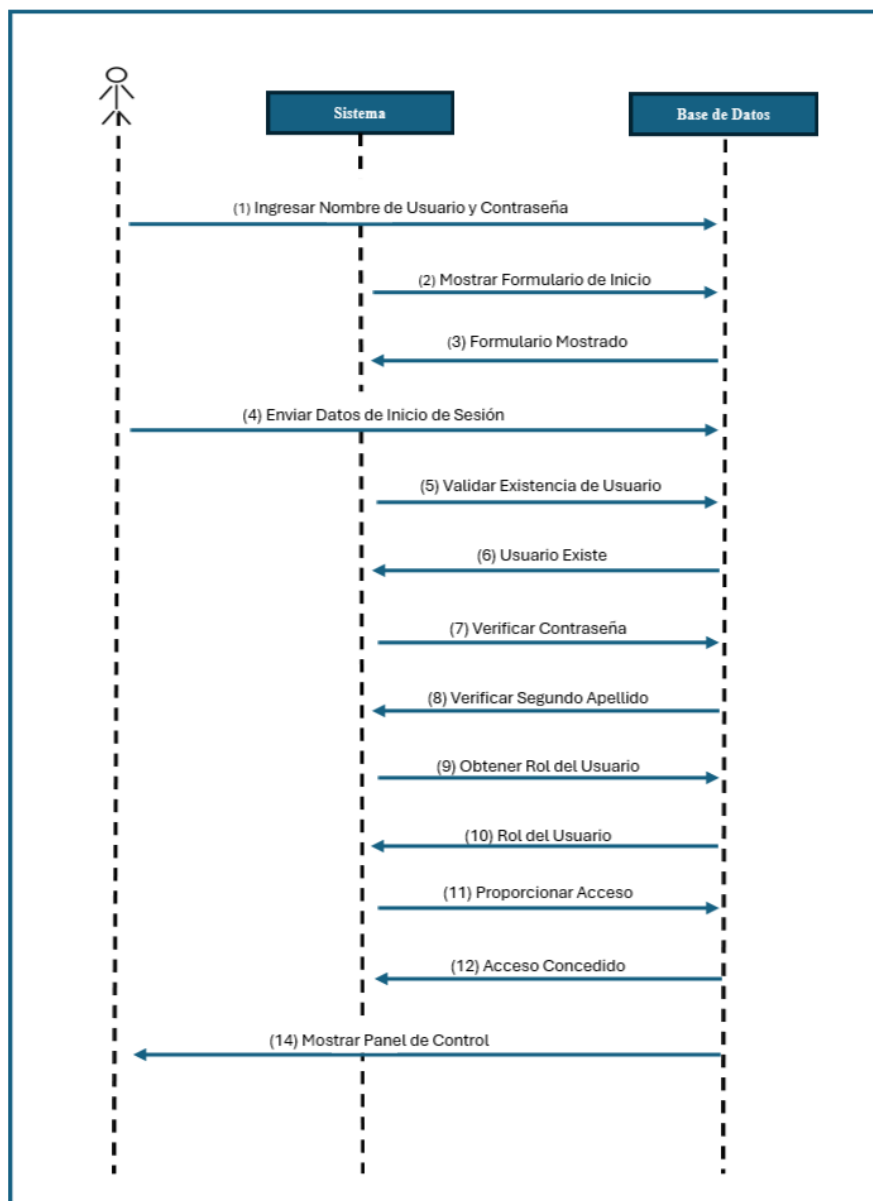 Sistema
Base de Datos
(1) Ingresar Nombre de Usuario y Contraseña
(2) Mostrar Formulario de Inicio
(3) Formulario Mostrado
(4) Enviar Datos de Inicio de Sesión
(5) Validar Existencia de Usuario
(6) Usuario Existe
(7) Verificar Contraseña
(8) Verificar Segundo Apellido
(9) Obtener Rol del Usuario
(10) Rol del Usuario
(11) Proporcionar Acceso
(12) Acceso Concedido
(14) Mostrar Panel de Control